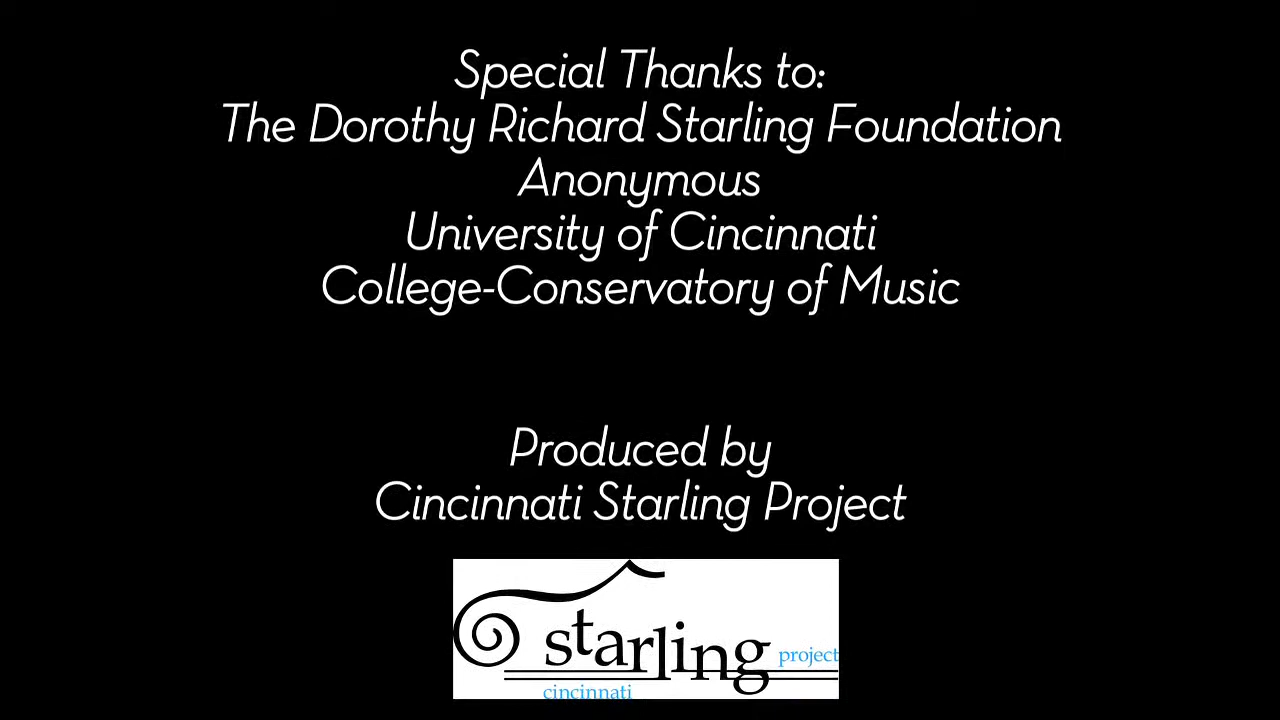 Special Thanks to:
The Dorothy Richard Starling Foundation
Anonymous
University of Cincinnati
College-Conservatory of Music
Produced by
Cincinnati Starling Project
starling
project
cincinnati